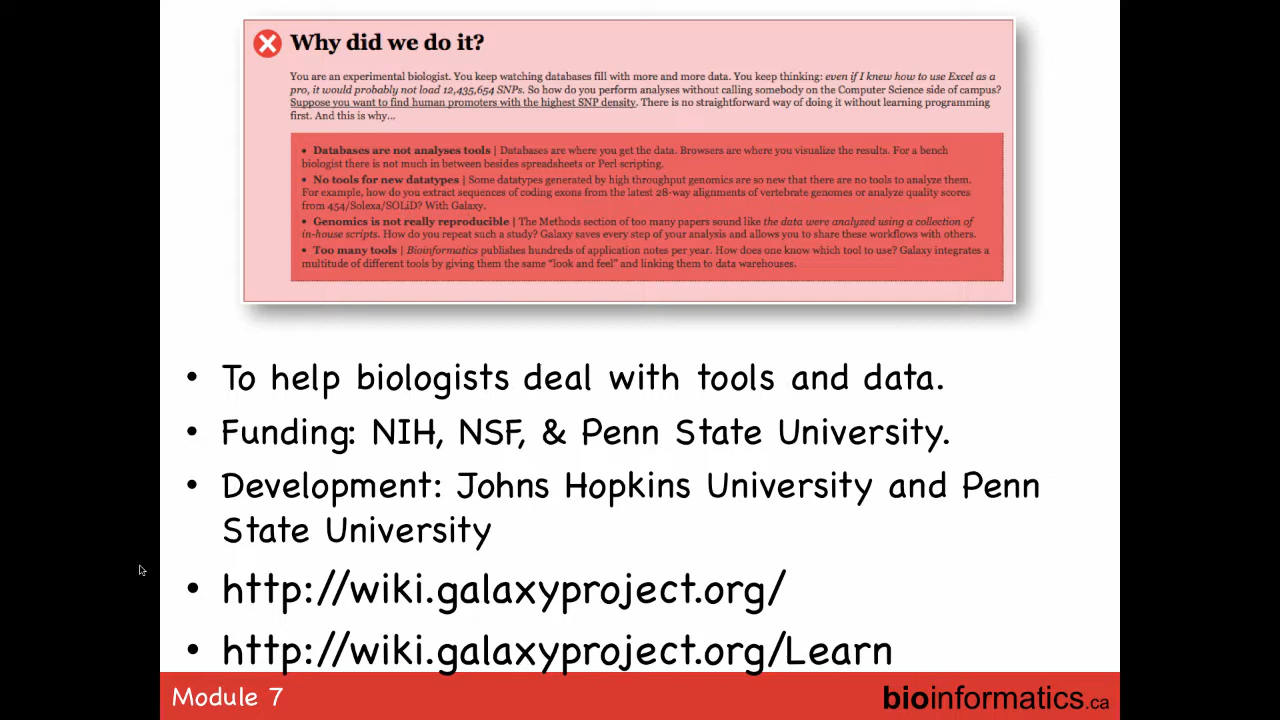 Why did we do it?
You are an experimental biologist. You keep watching databases fill with more and more data. You keep thinking: even if I knew how to use Excel as a
pro, it would probably not load 12,435,654 SNPs. So how do you perform analyses without calling somebody on the Computer Science side of campus?
Suppose you want to find human promoters with the highest SNP density. There is no straightforward way of doing it without learning programming
first. And this is why...
• Databases are not analyses tools | Databases are where you get the data. Browsers are where you visualize the results. For a bench
biologist there is not much in between besides spreadsheets or Perl scripting.
• No tools for new datatypes | Some datatypes generated by high throughput genomics are so new that there are no tools to analyze them.
For example, how do you extract sequences of coding exons from the latest 28-way alignments of vertebrate genomes or analyze quality scores
from 454/Solexa/SOLiD? With Galaxy.
• Genomics is not really reproducible | The Methods section of too many papers sound like the data were analyzed using a collection of
in-house scripts. How do you repeat such a study? Galaxy saves every step of your analysis and allows you to share these workflows with others.
• Too many tools | Bioinformatics publishes hundreds of application notes per year. How does one know which tool to use? Galaxy integrates a
multitude of different tools by giving them the same “look and feel” and linking them to data warehouses.
• To help biologists deal with tools and data.
• Funding: NIH, NSF, & Penn State University.
• Development: Johns Hopkins University and Penn
State University
• http://wiki.galaxyproject.org/
• http://wiki.galaxyproject.org/Learn
Module 7
bioinformatics.ca